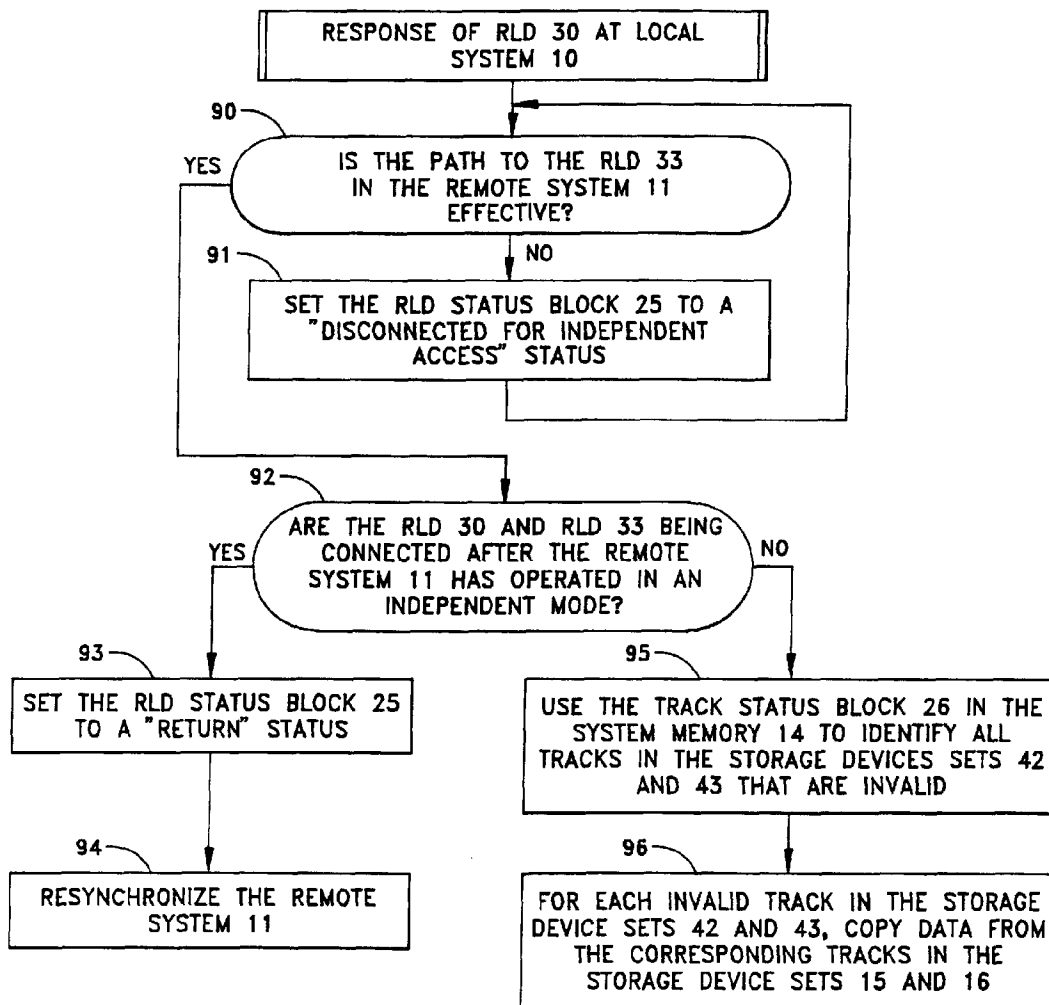 RESPONSE OF RLD 30 AT LOCAL
SYSTEM 10
90
YES
IS THE PATH TO THE RLD 33
IN THE REMOTE SYSTEM 11
EFFECTIVE?
91
NO
SET THE RLD STATUS BLOCK 25 TO A
"DISCONNECTED FOR INDEPENDENT
ACCESS" STATUS
92
YES
ARE THE RLD 30 AND RLD 33 BEING
CONNECTED AFTER THE REMOTE
SYSTEM 11 HAS OPERATED IN AN
INDEPENDENT MODE?
NO
93
SET THE RLD STATUS BLOCK 25
TO A "RETURN" STATUS
94
RESYNCHRONIZE THE REMOTE
SYSTEM 11
95
USE THE TRACK STATUS BLOCK 26 IN THE
SYSTEM MEMORY 14 TO IDENTIFY ALL
TRACKS IN THE STORAGE DEVICES SETS 42
AND 43 THAT ARE INVALID
96
FOR EACH INVALID TRACK IN THE STORAGE
DEVICE SETS 42 AND 43, COPY DATA FROM
THE CORRESPONDING TRACKS IN THE
STORAGE DEVICE SETS 15 AND 16